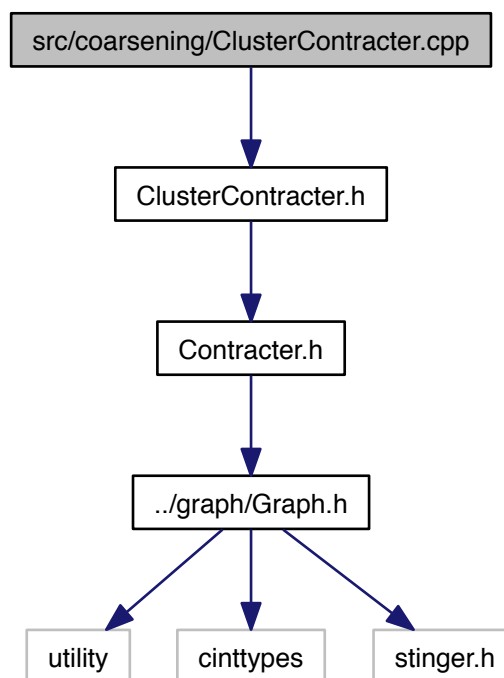 src/coarsening/ClusterContracter.cpp
ClusterContracter.h
Contracter.h
../graph/Graph.h
utility
cinttypes
stinger.h